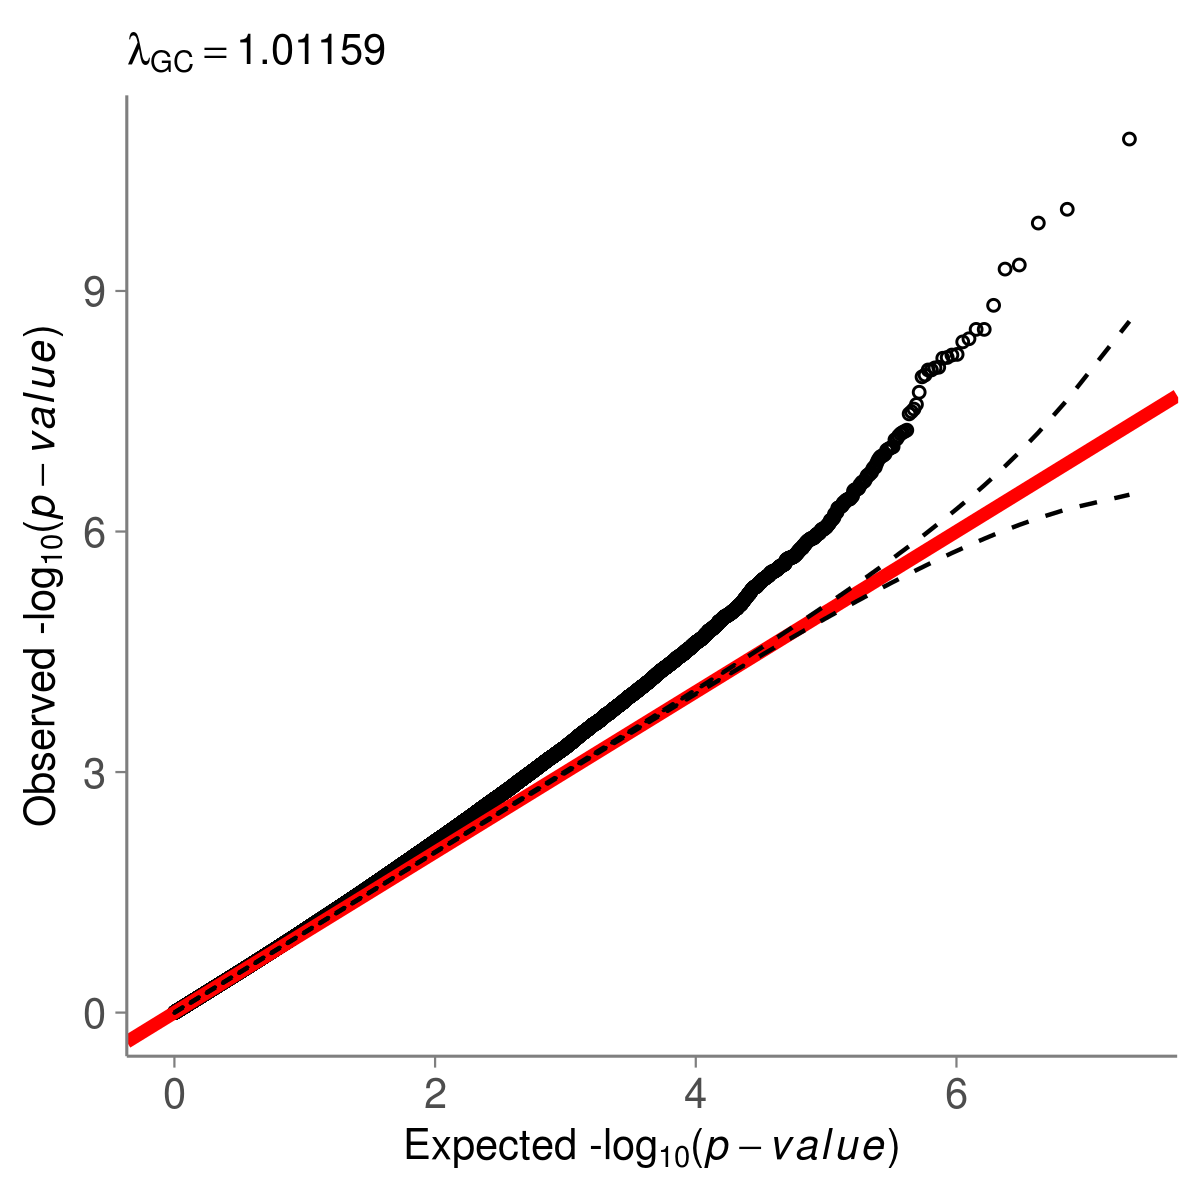 λGC = 1.01159
Observed -log10(p − value)
9
6
3
0
0 2 4 6
Expected -log10(p − value)